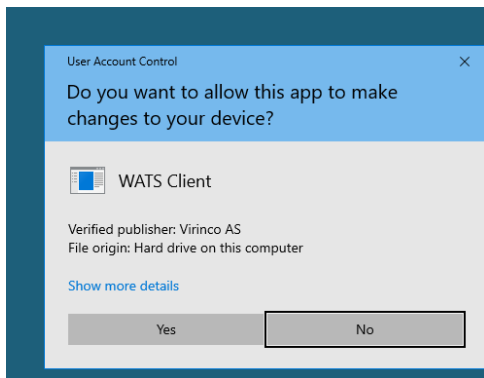 User Account Control
Do you want to allow this app to make
changes to your device?
WATS Client
Verified publisher: Virinco AS
File origin: Hard drive on this computer
Show more details
Yes
No